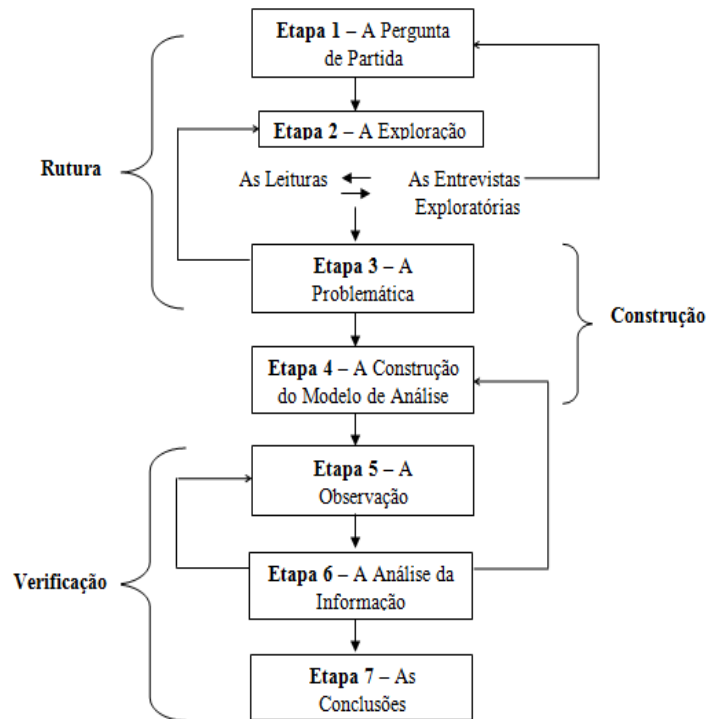 Etapa 1 – A Pergunta
de Partida
Etapa 2 – A Exploração
Rutura
As Leituras
As Entrevistas
Exploratórias
Etapa 3 – A
Problemática
Construção
Etapa 4 – A Construção
do Modelo de Análise
Etapa 5 – A
Observação
Verificação
Etapa 6 – A Análise da
Informação
Etapa 7 – As
Conclusões